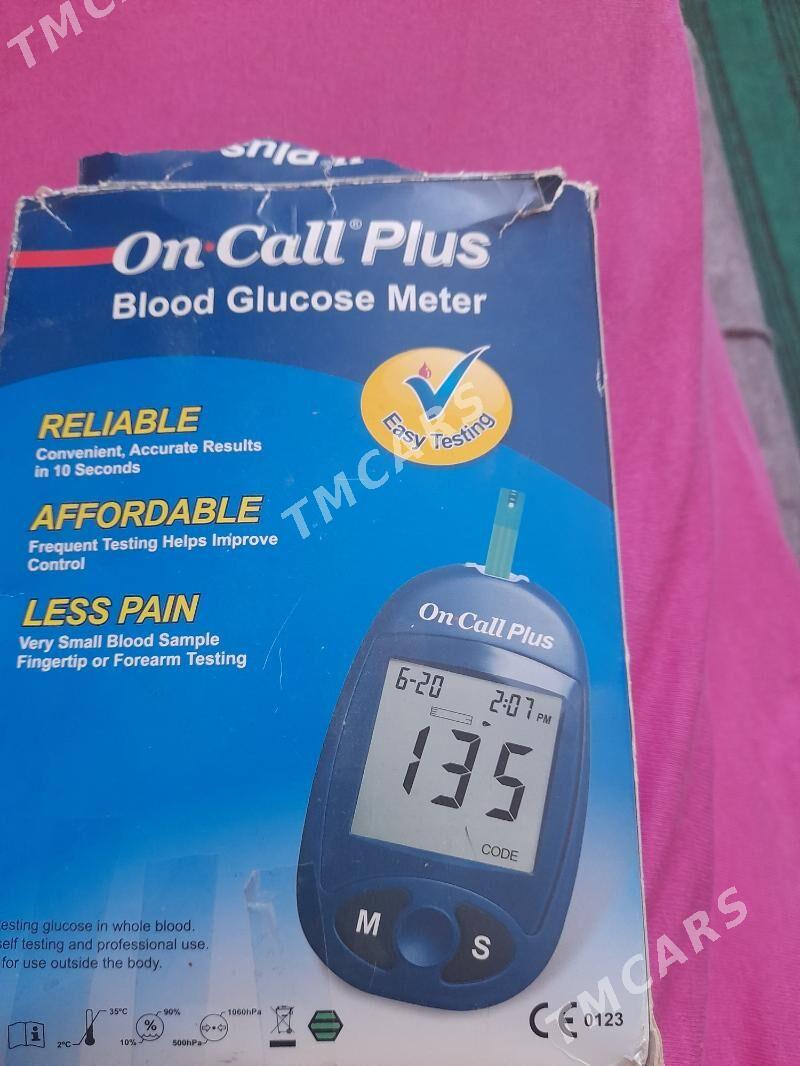 TMCARS
On Call® Plus
Blood Glucose Meter
Easy Testing
RELIABLE
Convenient, Accurate Results
in 10 Seconds
TMCARS
AFFORDABLE
Frequent Testing Helps Improve
Control
LESS PAIN
Very Small Blood Sample
Fingertip or Forearm Testing
On Call Plus
6-20 2:07 PM
135
CODE
M S
esting glucose in whole blood.
self testing and professional use.
for use outside the body.
TMCARS
35°C 90% 1060hPa
%
2°C 10% 500hPa
CE 0123